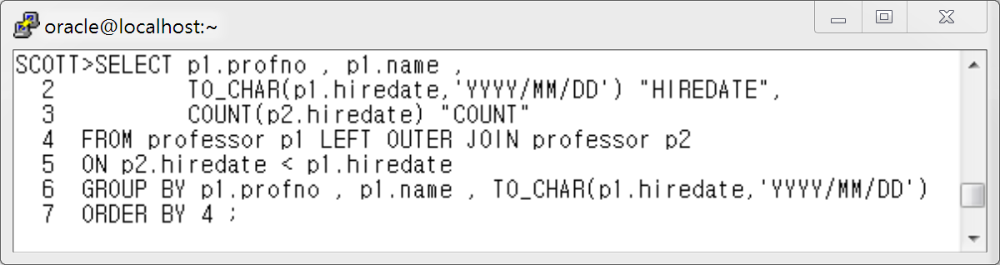 oracle@localhost:~
SCOTT>SELECT p1.profno , p1.name ,
2 TO_CHAR(p1.hiredate,'YYYY/MM/DD') "HIREDATE",
3 COUNT(p2.hiredate) "COUNT"
4 FROM professor p1 LEFT OUTER JOIN professor p2
5 ON p2.hiredate < p1.hiredate
6 GROUP BY p1.profno , p1.name , TO_CHAR(p1.hiredate,'YYYY/MM/DD')
7 ORDER BY 4 ;